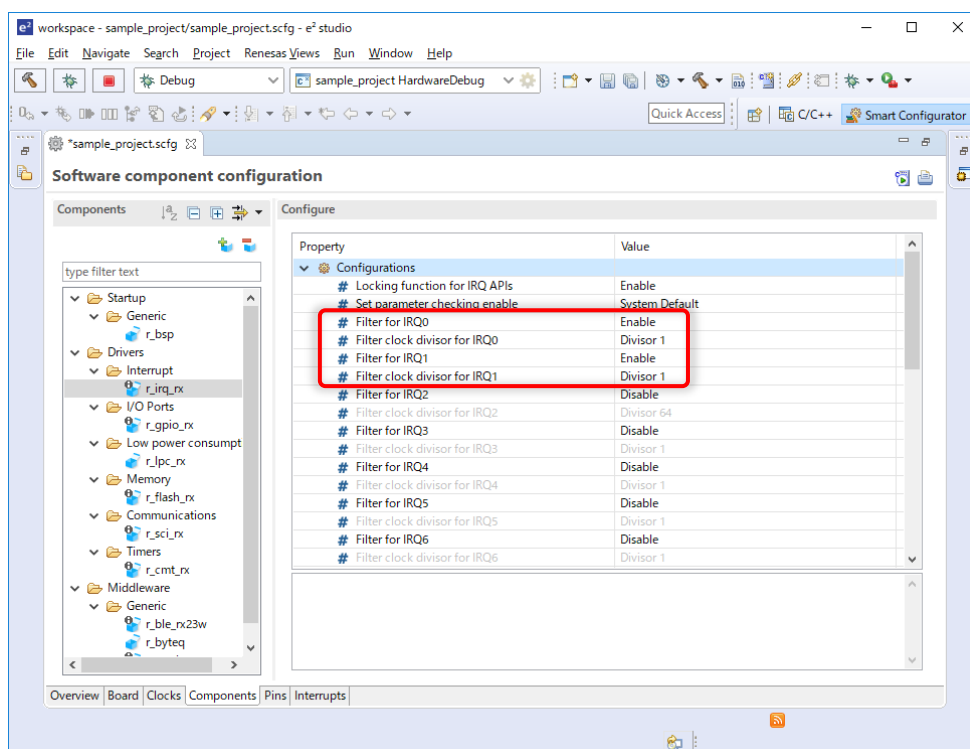 workspace - sample_project/sample_project.scfg - e² studio
File Edit Navigate Search Project Renesas Views Run Window Help
Debug sample_project HardwareDebug
Quick Access C/C++ Smart Configurator
*sample_project.scfg
Software component configuration
Components Configure
type filter text
Startup
Generic
r_bsp
Drivers
Interrupt
r_irq_rx
I/O Ports
r_gpio_rx
Low power consumpt
r_lpc_rx
Memory
r_flash_rx
Communications
r_sci_rx
Timers
r_cmt_rx
Middleware
Generic
r_ble_rx23w
r_byteq
Property Value
Configurations
# Locking function for IRQ APIs Enable
# Set parameter checking enable System Default
# Filter for IRQ0 Enable
# Filter clock divisor for IRQ0 Divisor 1
# Filter for IRQ1 Enable
# Filter clock divisor for IRQ1 Divisor 1
# Filter for IRQ2 Disable
# Filter clock divisor for IRQ2 Divisor 64
# Filter for IRQ3 Disable
# Filter clock divisor for IRQ3 Divisor 1
# Filter for IRQ4 Disable
# Filter clock divisor for IRQ4 Divisor 1
# Filter for IRQ5 Disable
# Filter clock divisor for IRQ5 Divisor 1
# Filter for IRQ6 Disable
# Filter clock divisor for IRQ6 Divisor 1
Overview Board Clocks Components Pins Interrupts